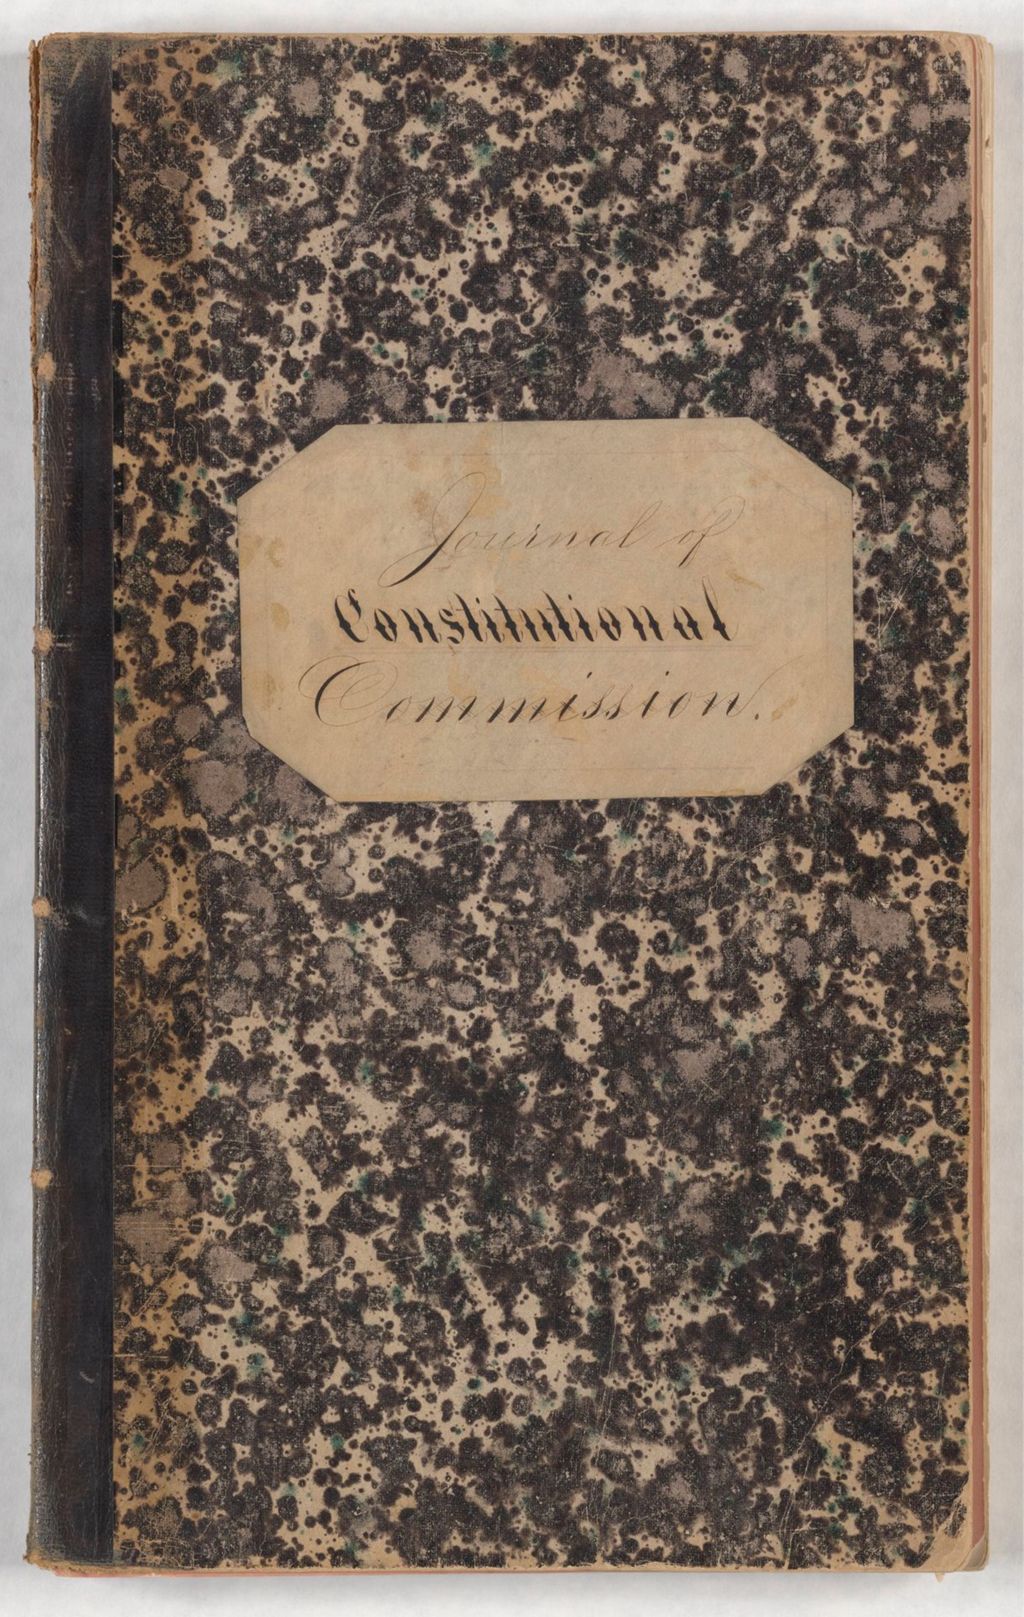 Journal of
Constitutional
Commission.